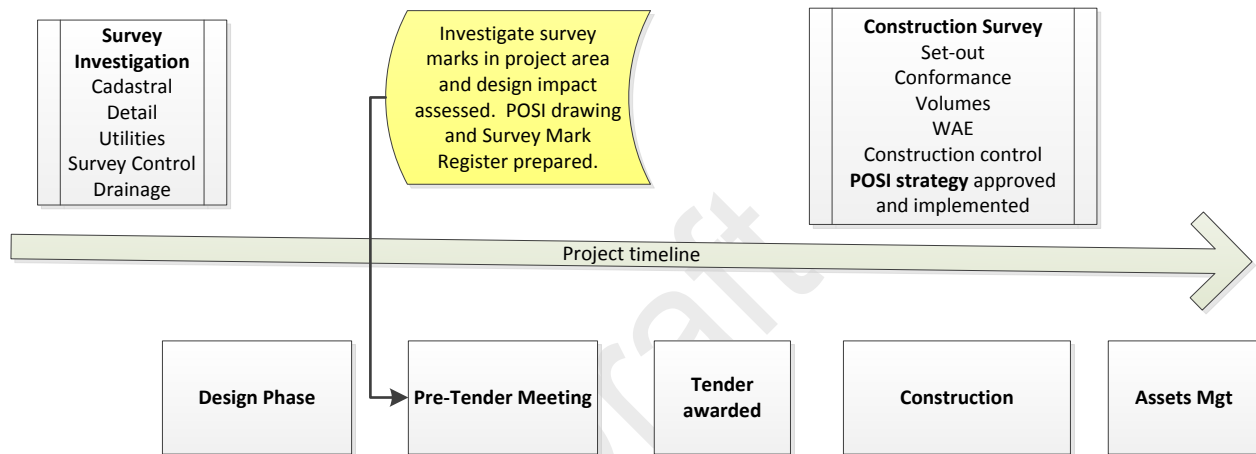 Survey
Investigation
Cadastral
Detail
Utilities
Survey Control
Drainage
Investigate survey
marks in project area
and design impact
assessed. POSI drawing
and Survey Mark
Register prepared.
Construction Survey
Set-out
Conformance
Volumes
WAE
Construction control
POSI strategy approved
and implemented
Project timeline
Design Phase
Pre-Tender Meeting
Tender
awarded
Construction
Assets Mgt